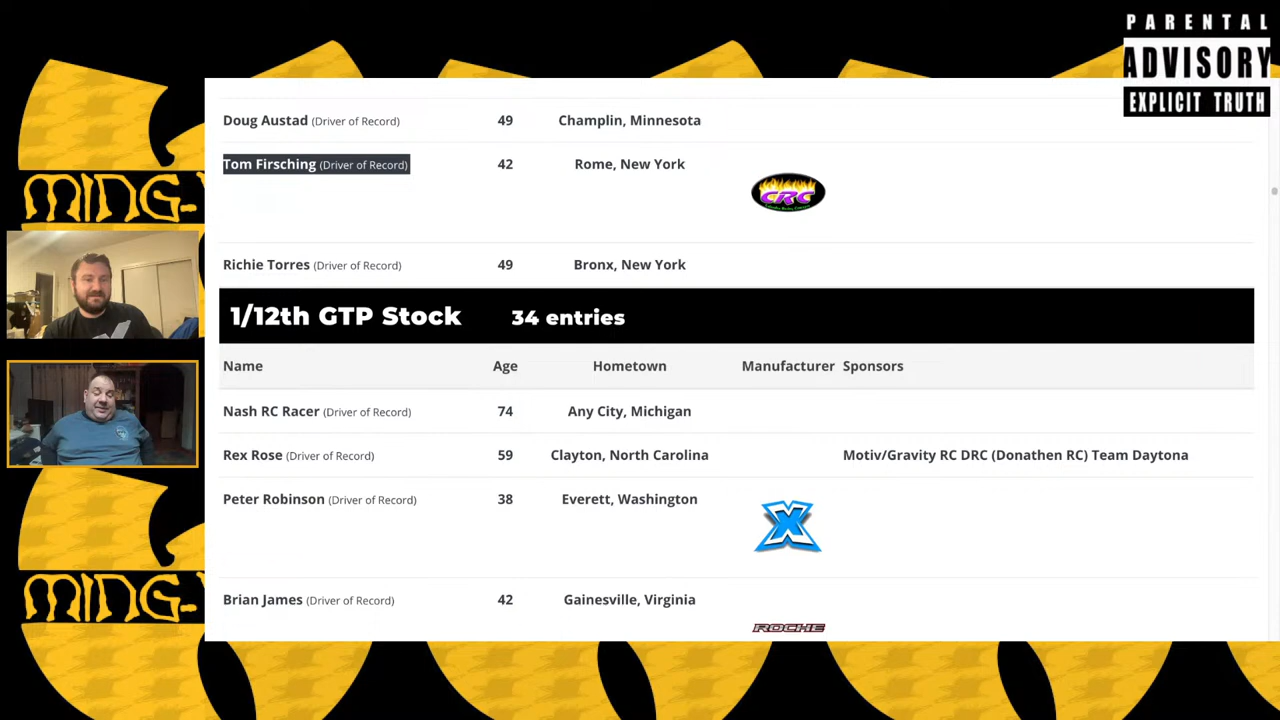 PARENTAL
ADVISORY
EXPLICIT TRUTH
Doug Austad (Driver of Record) 49 Champlin, Minnesota
Tom Firsching (Driver of Record) 42 Rome, New York
CRC
Richie Torres (Driver of Record) 49 Bronx, New York
1/12th GTP Stock 34 entries
Name Age Hometown Manufacturer Sponsors
Nash RC Racer (Driver of Record) 74 Any City, Michigan
Rex Rose (Driver of Record) 59 Clayton, North Carolina Motiv/Gravity RC DRC (Donathen RC) Team Daytona
Peter Robinson (Driver of Record) 38 Everett, Washington
X
Brian James (Driver of Record) 42 Gainesville, Virginia
ROCHE
MING-
MING-